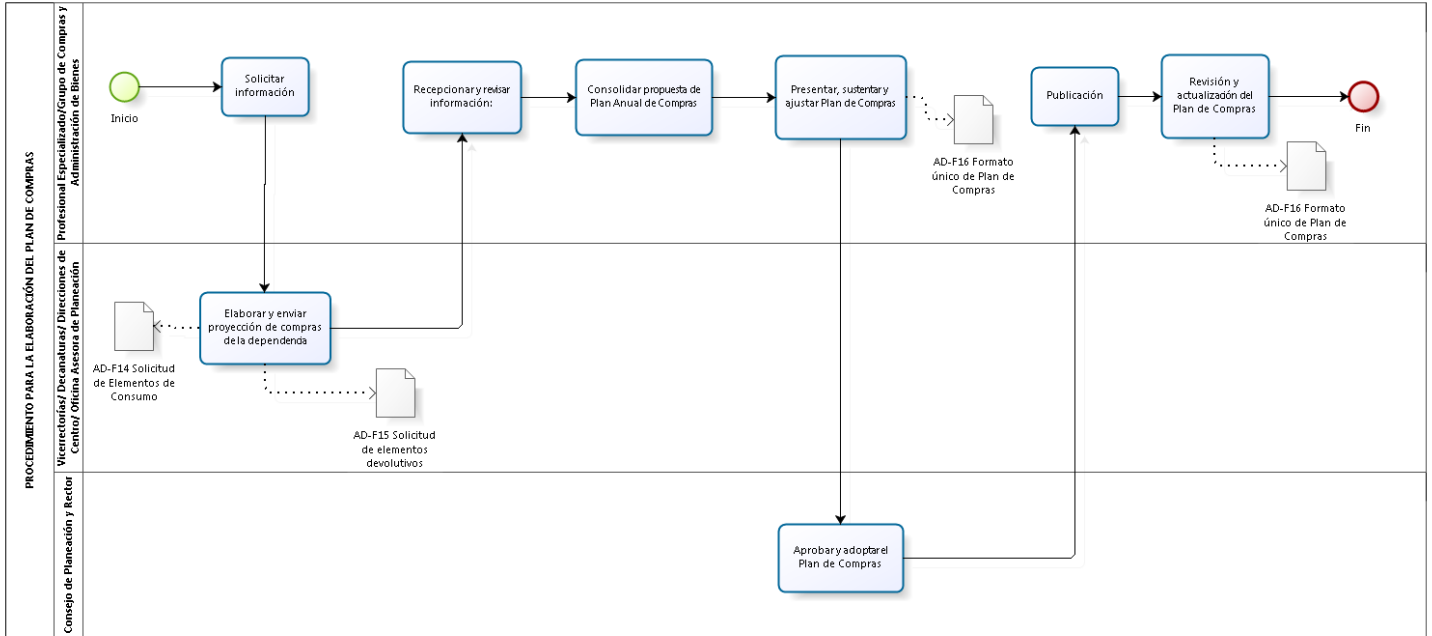 PROCEDIMIENTO PARA LA ELABORACIÓN DEL PLAN DE COMPRAS
Profesional Especializado/Grupo de Compras y
Administración de Bienes
Inicio
Solicitar
información
Recepcionar y revisar
información:
Consolidar propuesta de
Plan Anual de Compras
Presentar, sustentar y
ajustar Plan de Compras
AD-F16 Formato
único de Plan de
Compras
Publicación
Revisión y
actualización del
Plan de Compras
AD-F16 Formato
único de Plan de
Compras
Fin
Vicerrectorías/ Decanaturas/ Direcciones de
Centro/ Oficina Asesora de Planeación
Elaborar y enviar
proyección de compras
de la dependencia
AD-F14 Solicitud
de Elementos de
Consumo
AD-F15 Solicitud
de elementos
devolutivos
Consejo de Planeación y Rector
Aprobar y adoptar el
Plan de Compras